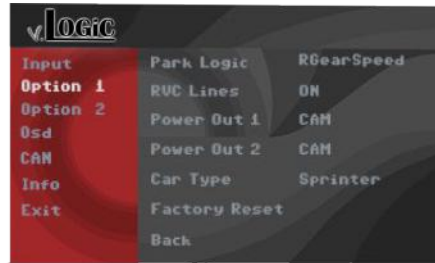 v.LOGiC
Input
Option 1
Option 2
Osd
CAN
Info
Exit
Park Logic RGearSpeed
RVC Lines ON
Power Out 1 CAM
Power Out 2 CAM
Car Type Sprinter
Factory Reset
Back